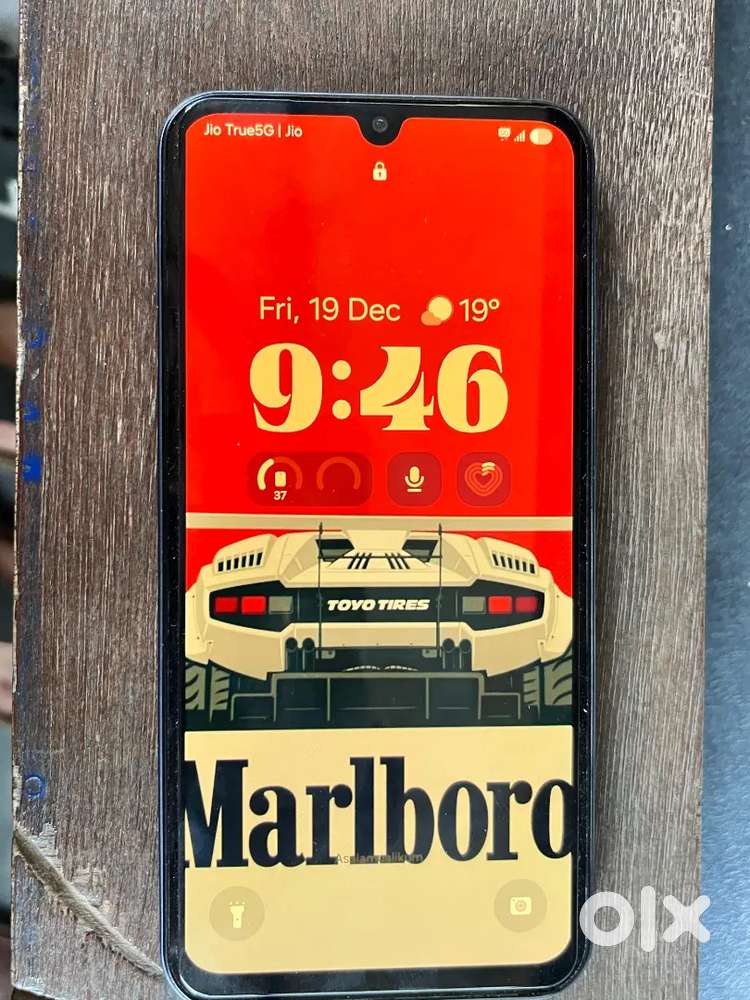 Jio True5G | Jio
Fri, 19 Dec 19°
9:46
37
TOYO TIRES
Marlboro
olx